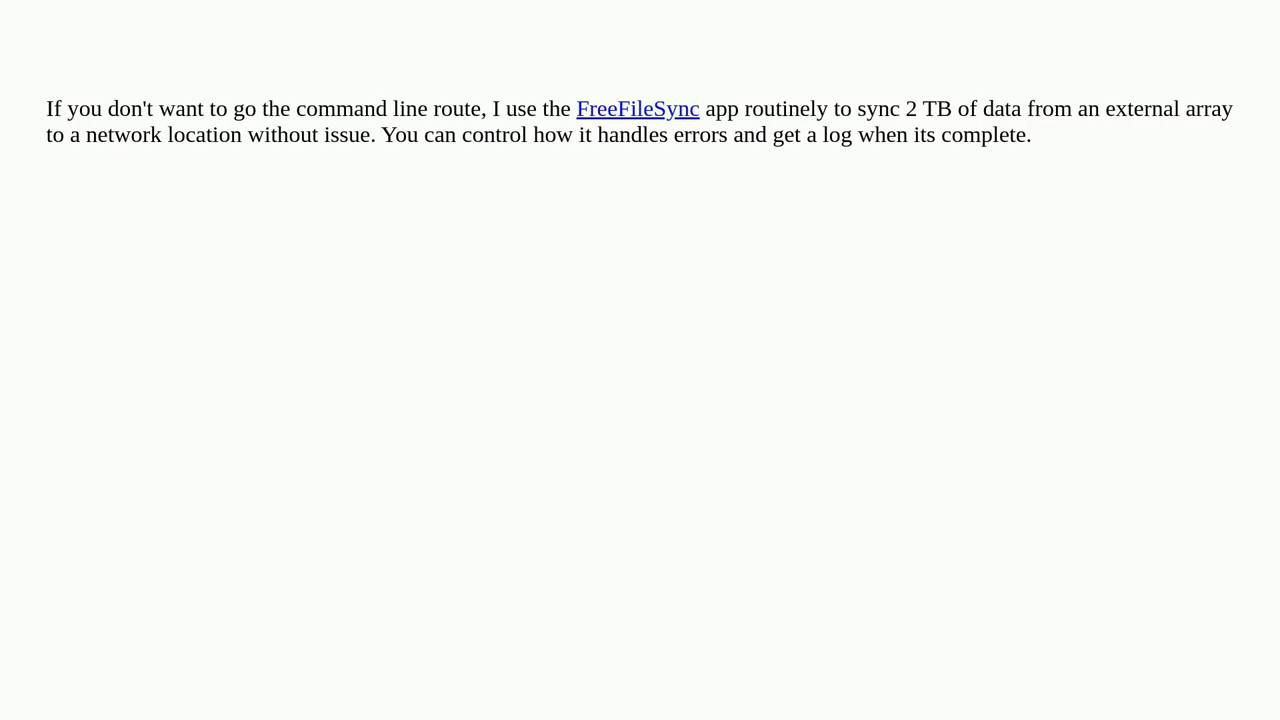 If you don't want to go the command line route, I use the FreeFileSync app routinely to sync 2 TB of data from an external array
to a network location without issue. You can control how it handles errors and get a log when its complete.